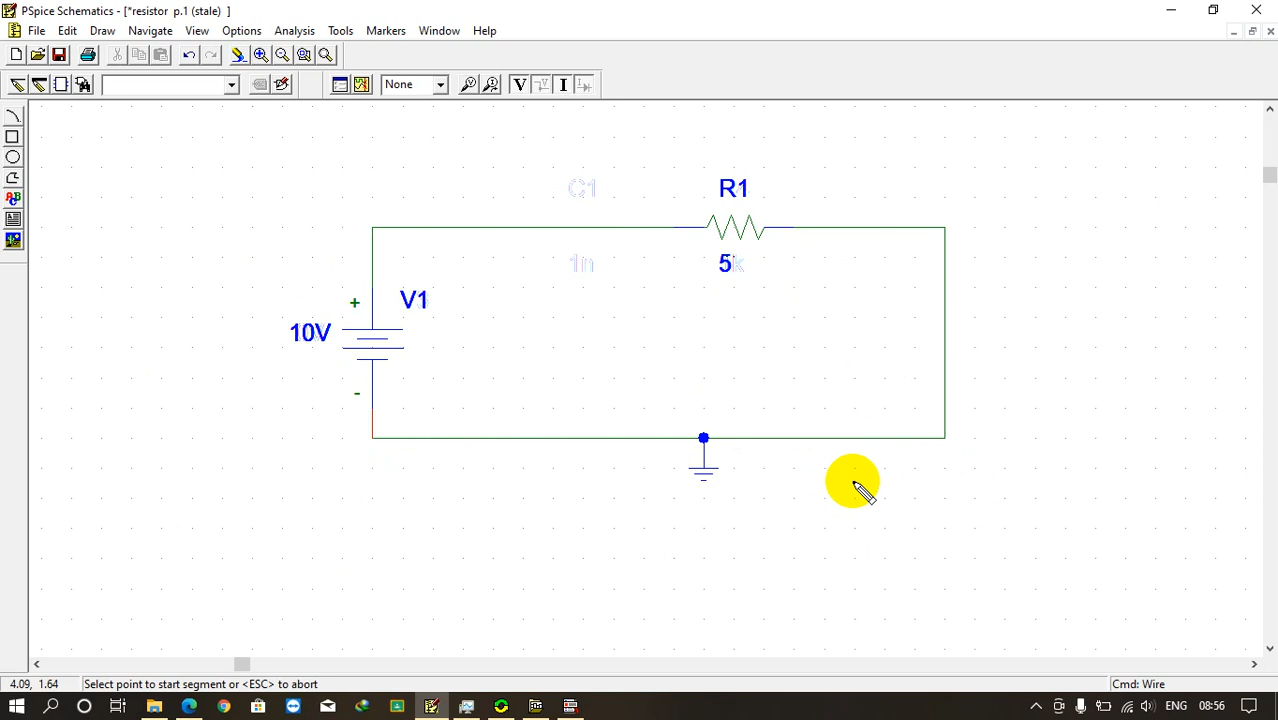 PSpice Schematics - [*resistor p.1 (stale) ]
File Edit Draw Navigate View Options Analysis Tools Markers Window Help
None
V V I I
ABC
C1 R1
1n 5k
+ V1
10V
-
4.09, 1.64 Select point to start segment or <ESC> to abort Cmd: Wire
ENG 08:56